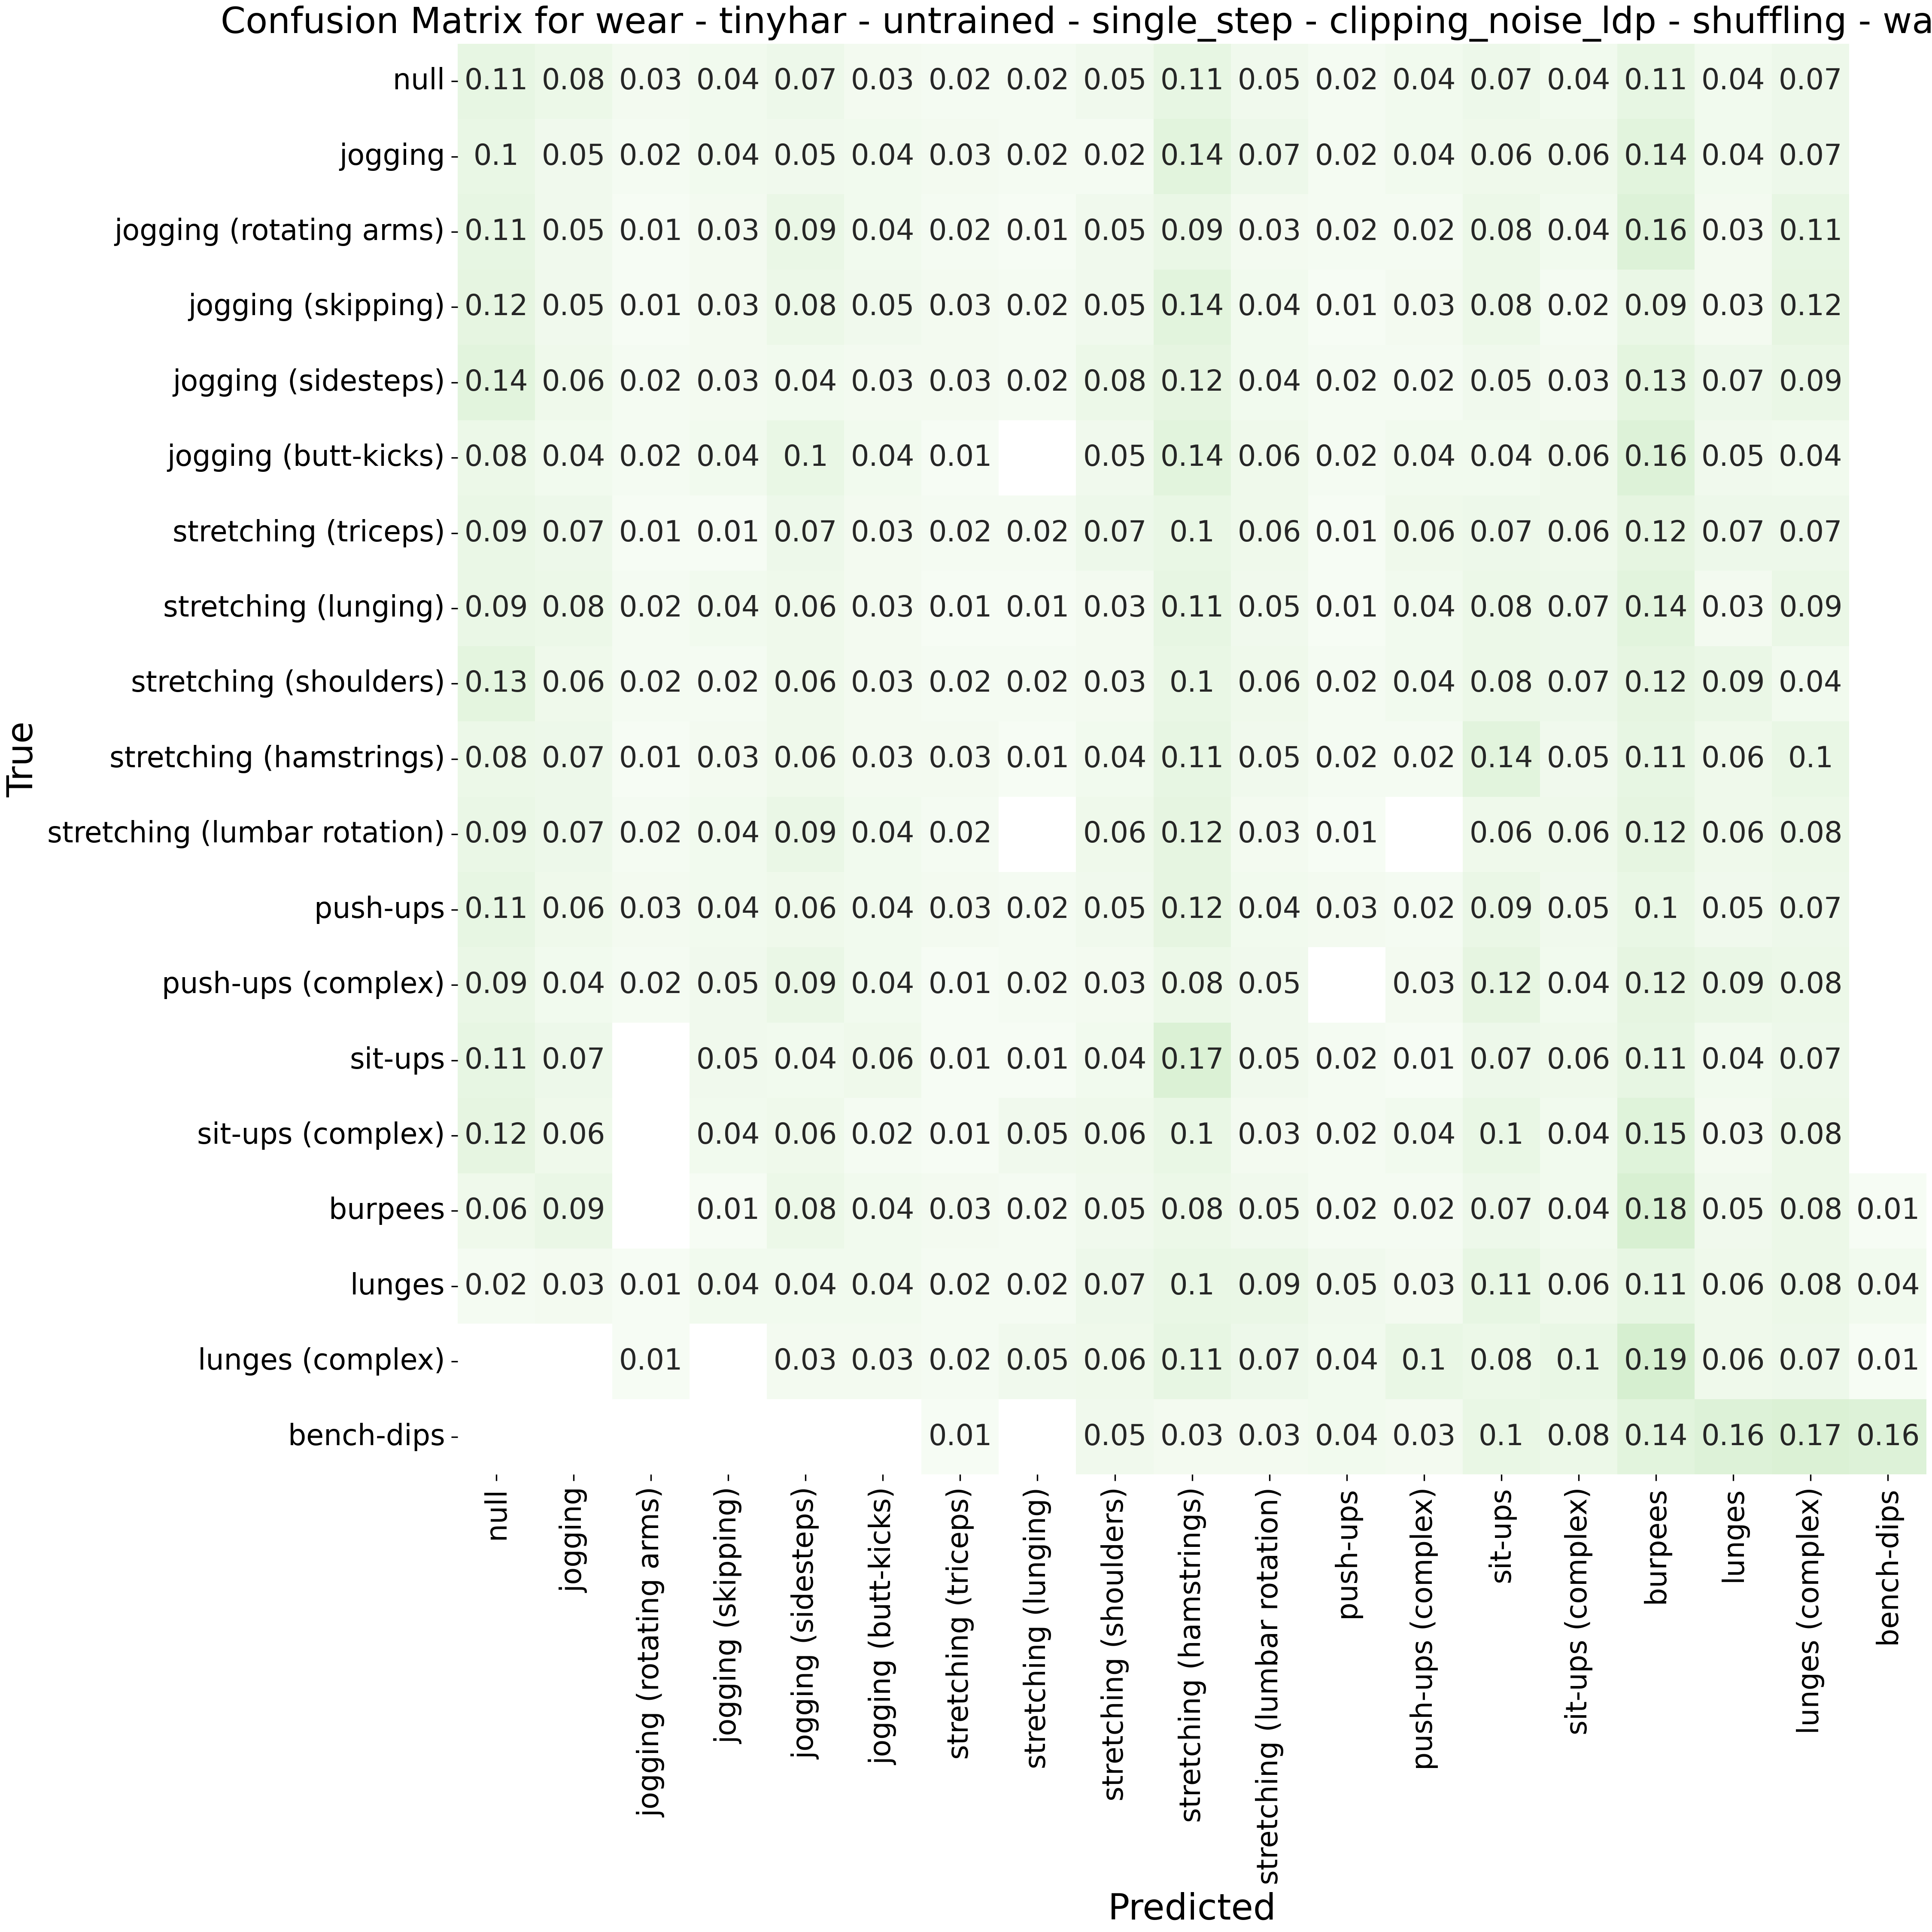 Confusion Matrix for wear - tinyhar - untrained - single_step - clipping_noise_ldp - shuffling - wa
null 0.11 0.08 0.03 0.04 0.07 0.03 0.02 0.02 0.05 0.11 0.05 0.02 0.04 0.07 0.04 0.11 0.04 0.07
jogging 0.1 0.05 0.02 0.04 0.05 0.04 0.03 0.02 0.02 0.14 0.07 0.02 0.04 0.06 0.06 0.14 0.04 0.07
jogging (rotating arms) 0.11 0.05 0.01 0.03 0.09 0.04 0.02 0.01 0.05 0.09 0.03 0.02 0.02 0.08 0.04 0.16 0.03 0.11
jogging (skipping) 0.12 0.05 0.01 0.03 0.08 0.05 0.03 0.02 0.05 0.14 0.04 0.01 0.03 0.08 0.02 0.09 0.03 0.12
jogging (sidesteps) 0.14 0.06 0.02 0.03 0.04 0.03 0.03 0.02 0.08 0.12 0.04 0.02 0.02 0.05 0.03 0.13 0.07 0.09
jogging (butt-kicks) 0.08 0.04 0.02 0.04 0.1 0.04 0.01 0.05 0.14 0.06 0.02 0.04 0.04 0.06 0.16 0.05 0.04
stretching (triceps) 0.09 0.07 0.01 0.01 0.07 0.03 0.02 0.02 0.07 0.1 0.06 0.01 0.06 0.07 0.06 0.12 0.07 0.07
stretching (lunging) 0.09 0.08 0.02 0.04 0.06 0.03 0.01 0.01 0.03 0.11 0.05 0.01 0.04 0.08 0.07 0.14 0.03 0.09
stretching (shoulders) 0.13 0.06 0.02 0.02 0.06 0.03 0.02 0.02 0.03 0.1 0.06 0.02 0.04 0.08 0.07 0.12 0.09 0.04
stretching (hamstrings) 0.08 0.07 0.01 0.03 0.06 0.03 0.03 0.01 0.04 0.11 0.05 0.02 0.02 0.14 0.05 0.11 0.06 0.1
stretching (lumbar rotation) 0.09 0.07 0.02 0.04 0.09 0.04 0.02 0.06 0.12 0.03 0.01 0.06 0.06 0.12 0.06 0.08
push-ups 0.11 0.06 0.03 0.04 0.06 0.04 0.03 0.02 0.05 0.12 0.04 0.03 0.02 0.09 0.05 0.1 0.05 0.07
push-ups (complex) 0.09 0.04 0.02 0.05 0.09 0.04 0.01 0.02 0.03 0.08 0.05 0.03 0.12 0.04 0.12 0.09 0.08
sit-ups 0.11 0.07 0.05 0.04 0.06 0.01 0.01 0.04 0.17 0.05 0.02 0.01 0.07 0.06 0.11 0.04 0.07
sit-ups (complex) 0.12 0.06 0.04 0.06 0.02 0.01 0.05 0.06 0.1 0.03 0.02 0.04 0.1 0.04 0.15 0.03 0.08
burpees 0.06 0.09 0.01 0.08 0.04 0.03 0.02 0.05 0.08 0.05 0.02 0.02 0.07 0.04 0.18 0.05 0.08 0.01
lunges 0.02 0.03 0.01 0.04 0.04 0.04 0.02 0.02 0.07 0.1 0.09 0.05 0.03 0.11 0.06 0.11 0.06 0.08 0.04
lunges (complex) 0.01 0.03 0.03 0.02 0.05 0.06 0.11 0.07 0.04 0.1 0.08 0.1 0.19 0.06 0.07 0.01
bench-dips 0.01 0.05 0.03 0.03 0.04 0.03 0.1 0.08 0.14 0.16 0.17 0.16
True
null
jogging
jogging (rotating arms)
jogging (skipping)
jogging (sidesteps)
jogging (butt-kicks)
stretching (triceps)
stretching (lunging)
stretching (shoulders)
stretching (hamstrings)
stretching (lumbar rotation)
push-ups
push-ups (complex)
sit-ups
sit-ups (complex)
burpees
lunges
lunges (complex)
bench-dips
Predicted